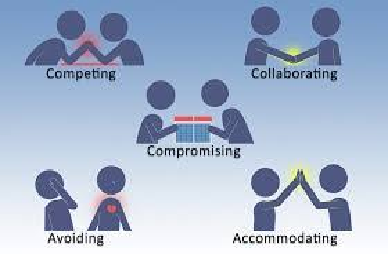 Competing
Collaborating
Compromising
Avoiding
Accommodating